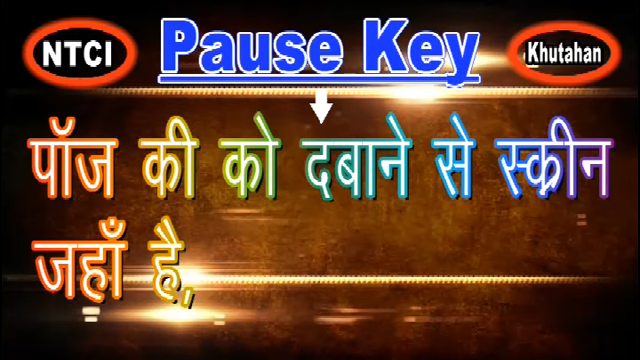 NTCI Pause Key Khutahan
पॉज की को दबाने से स्क्रीन
जहाँ है,